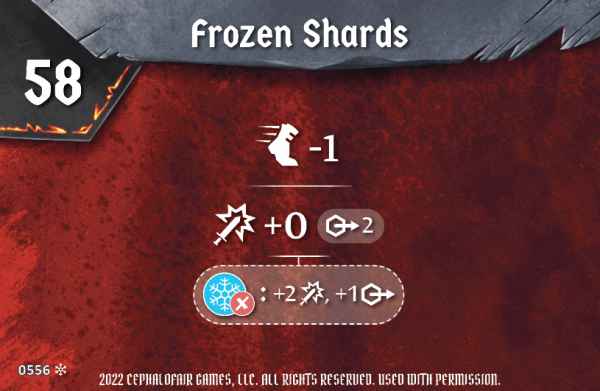 Frozen Shards
58
-1
+0 2
: +2 , +1
0556
2022 CEPHALOFAIR GAMES, LLC. ALL RIGHTS RESERVED. USED WITH PERMISSION.